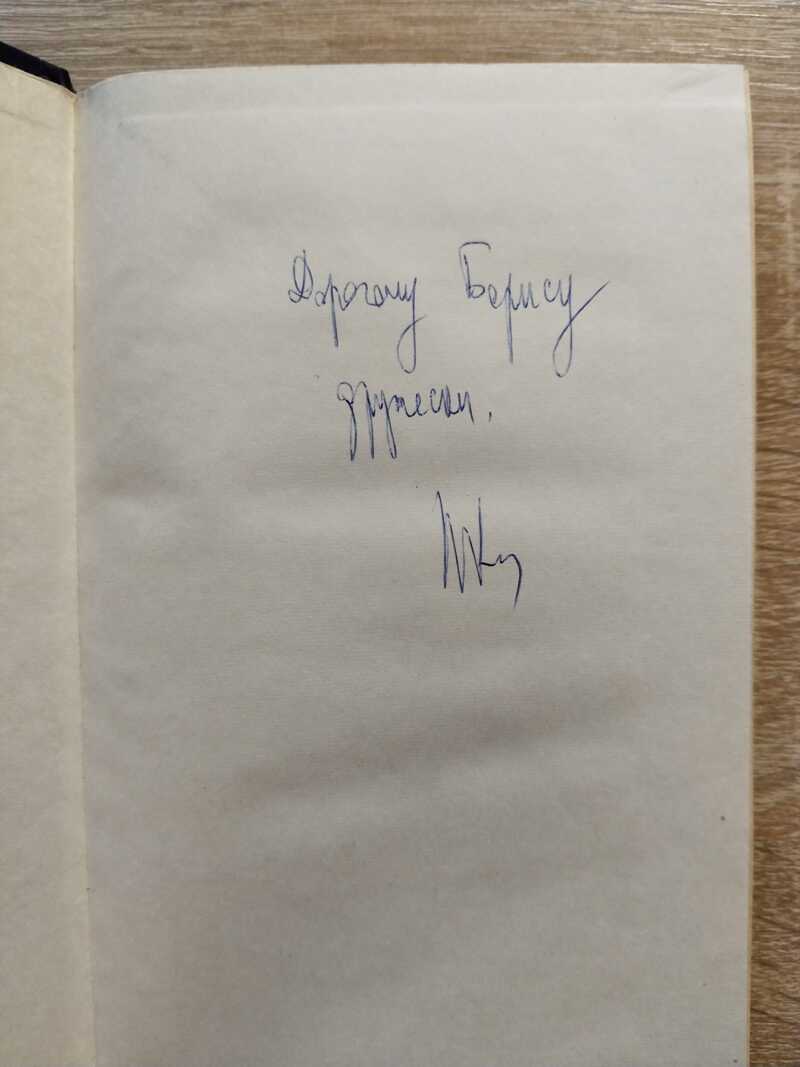 Дорогому Борису
дружески.